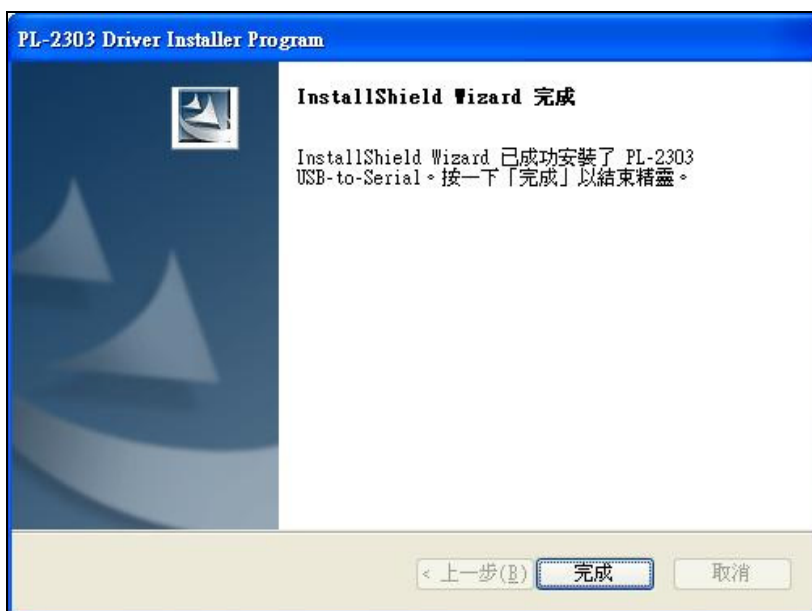 PL-2303 Driver Installer Program
InstallShield Wizard 完成
InstallShield Wizard 已成功安裝了 PL-2303
USB-to-Serial。按一下「完成」以結束精靈。
< 上一步(B)
完成
取消